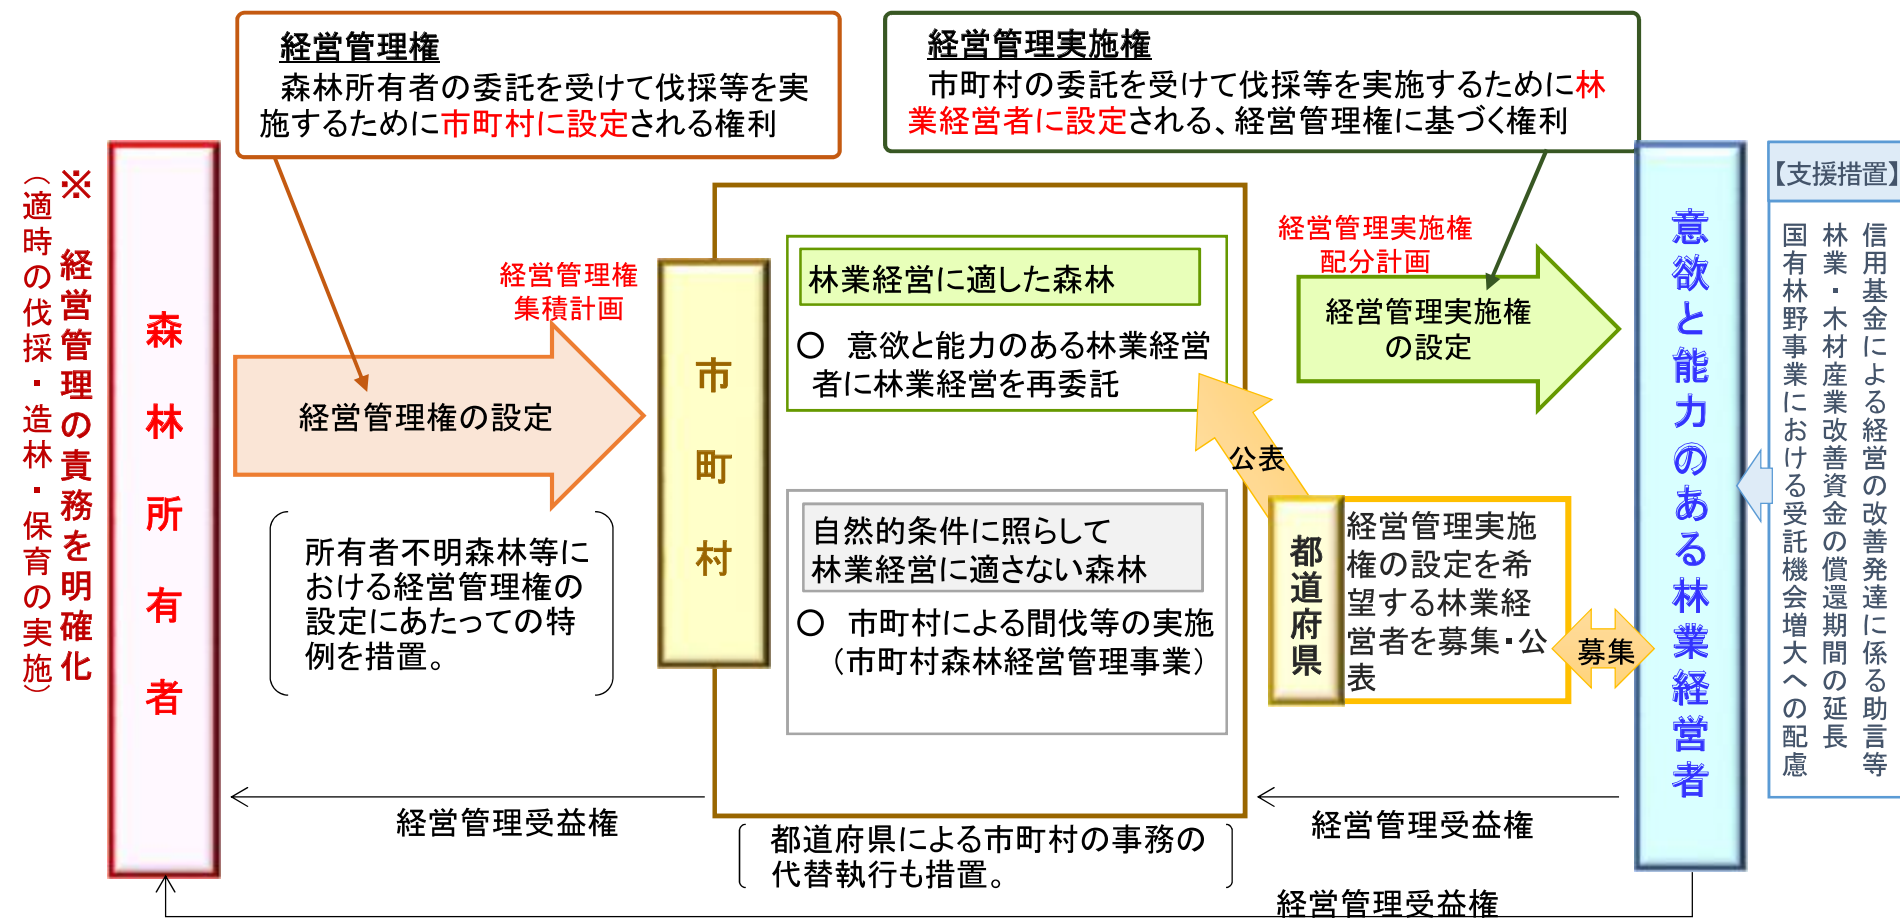 経営管理権
森林所有者の委託を受けて伐採等を実
施するために市町村に設定される権利
経営管理実施権
市町村の委託を受けて伐採等を実施するために林
業経営者に設定される、経営管理権に基づく権利
※　経営管理の責務を明確化
（適時の伐採・造林・保育の実施）
森林所有者
経営管理権
集積計画
経営管理権の設定
所有者不明森林等に
おける経営管理権の
設定にあたっての特
例を措置。
市町村
林業経営に適した森林
○　意欲と能力のある林業経営
者に林業経営を再委託
自然的条件に照らして
林業経営に適さない森林
○　市町村による間伐等の実施
（市町村森林経営管理事業）
経営管理実施権
配分計画
経営管理実施権
の設定
公表
都道府県
経営管理実施
権の設定を希
望する林業経
営者を募集・公
表
募集
意欲と能力のある林業経営者
【支援措置】
信用基金による経営の改善発達に係る助言等
林業・木材産業改善資金の償還期間の延長
国有林野事業における受託機会増大への配慮
経営管理受益権
経営管理受益権
都道府県による市町村の事務の
代替執行も措置。
経営管理受益権